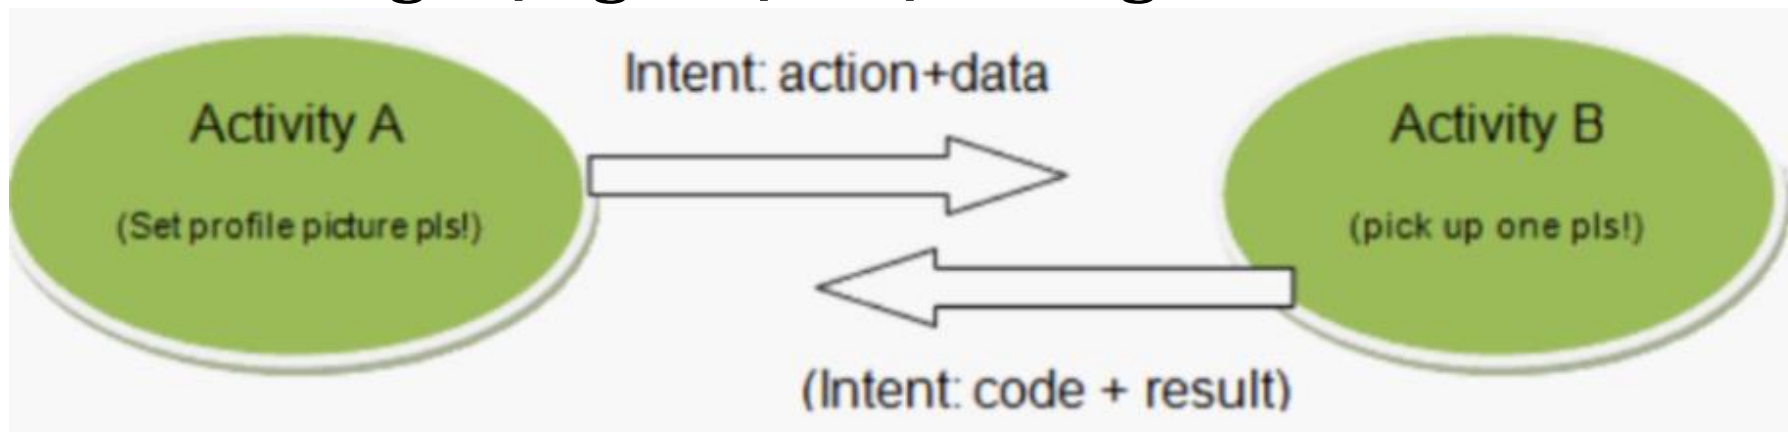 Intent: action+data
Activity A
(Set profile picture pls!)
Activity B
(pick up one pls!)
(Intent: code + result)